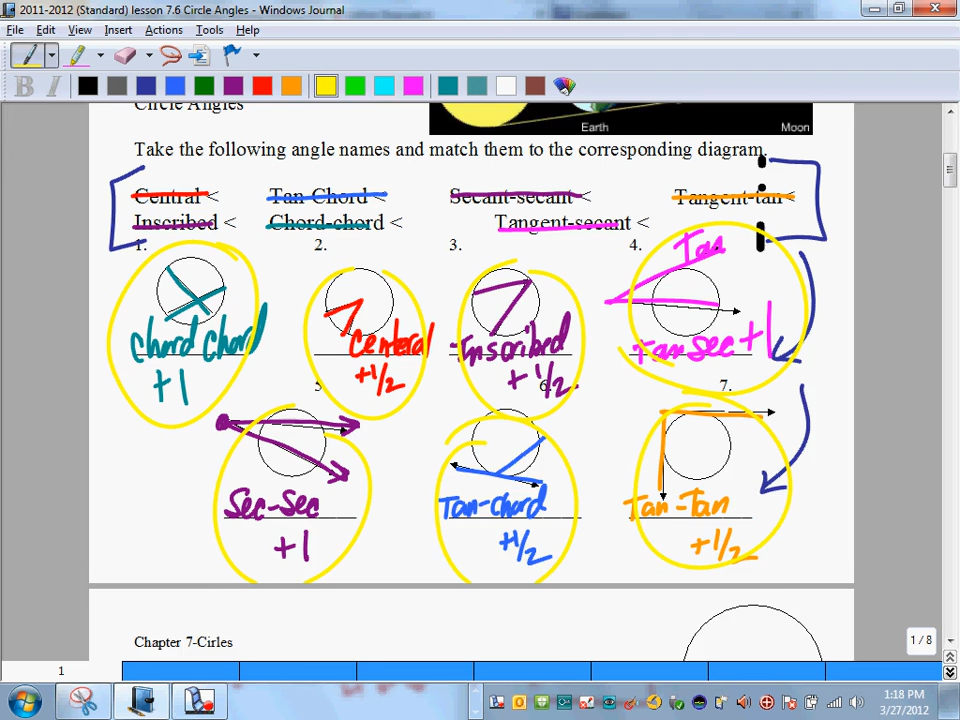 2011-2012 (Standard) lesson 7.6 Circle Angles - Windows Journal
File Edit View Insert Actions Tools Help
B I
Circle Angles
Earth Moon
Take the following angle names and match them to the corresponding diagram.
Central < Tan-Chord < Secant-secant < Tangent-tan <
Inscribed < Chord-chord < Tangent-secant <
1. 2. 3. 4.
Tan
chord chord Centeral Inscribed tan sec +1
+1 +1/2 +1/2
5 6. 7.
Sec-Sec Tan-chord Tan-Tan
+1 +1/2 +1/2
Chapter 7-Cirles
1 / 8
1
1:18 PM
3/27/2012